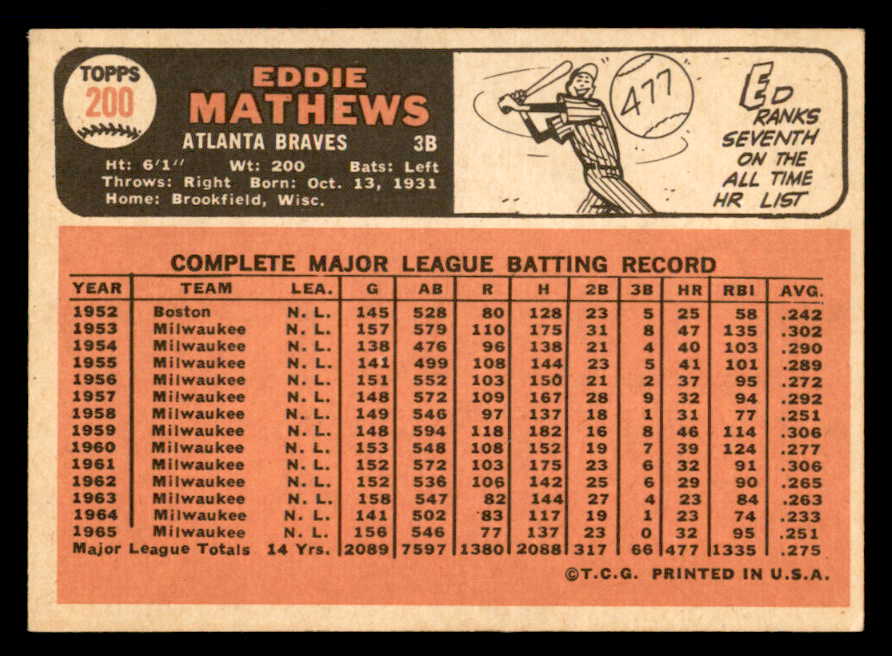 TOPPS
200
EDDIE
MATHEWS
ATLANTA BRAVES 3B
Ht: 6'1" Wt: 200 Bats: Left
Throws: Right Born: Oct. 13, 1931
Home: Brookfield, Wisc.
477
ED
RANKS
SEVENTH
ON THE
ALL TIME
HR LIST
COMPLETE MAJOR LEAGUE BATTING RECORD
YEAR TEAM LEA. G AB R H 2B 3B HR RBI AVG.
1952 Boston N. L. 145 528 80 128 23 5 25 58 .242
1953 Milwaukee N. L. 157 579 110 175 31 8 47 135 .302
1954 Milwaukee N. L. 138 476 96 138 21 4 40 103 .290
1955 Milwaukee N. L. 141 499 108 144 23 5 41 101 .289
1956 Milwaukee N. L. 151 552 103 150 21 2 37 95 .272
1957 Milwaukee N. L. 148 572 109 167 28 9 32 94 .292
1958 Milwaukee N. L. 149 546 97 137 18 1 31 77 .251
1959 Milwaukee N. L. 148 594 118 182 16 8 46 114 .306
1960 Milwaukee N. L. 153 548 108 152 19 7 39 124 .277
1961 Milwaukee N. L. 152 572 103 175 23 6 32 91 .306
1962 Milwaukee N. L. 152 536 106 142 25 6 29 90 .265
1963 Milwaukee N. L. 158 547 82 144 27 4 23 84 .263
1964 Milwaukee N. L. 141 502 83 117 19 1 23 74 .233
1965 Milwaukee N. L. 156 546 77 137 23 0 32 95 .251
Major League Totals 14 Yrs. 2089 7597 1380 2088 317 66 477 1335 .275
©T.C.G. PRINTED IN U.S.A.